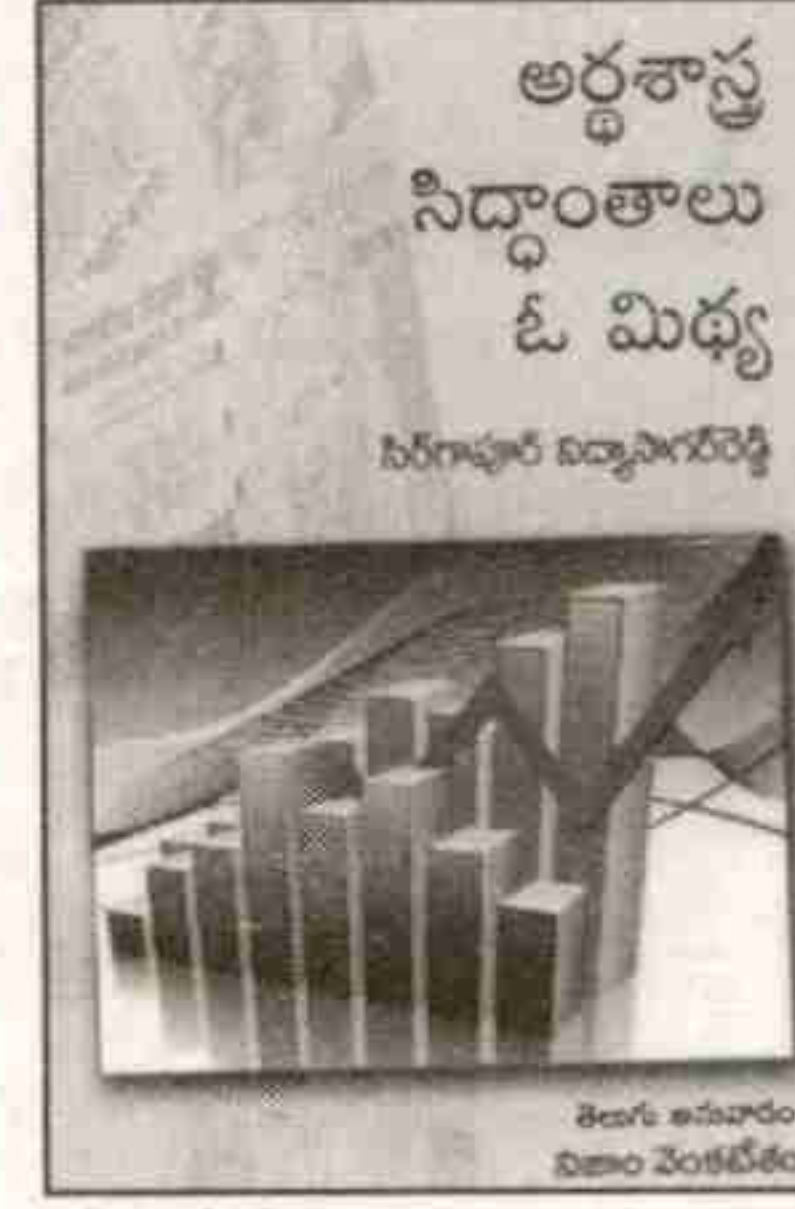 అర్థశాస్త్ర
సిద్ధాంతాలు
ఓ మిథ్య
సిర్‌గాపూర్ విద్యాసాగర్‌రెడ్డి
తెలుగు అనువాదం
నిజాం వెంకటేశం